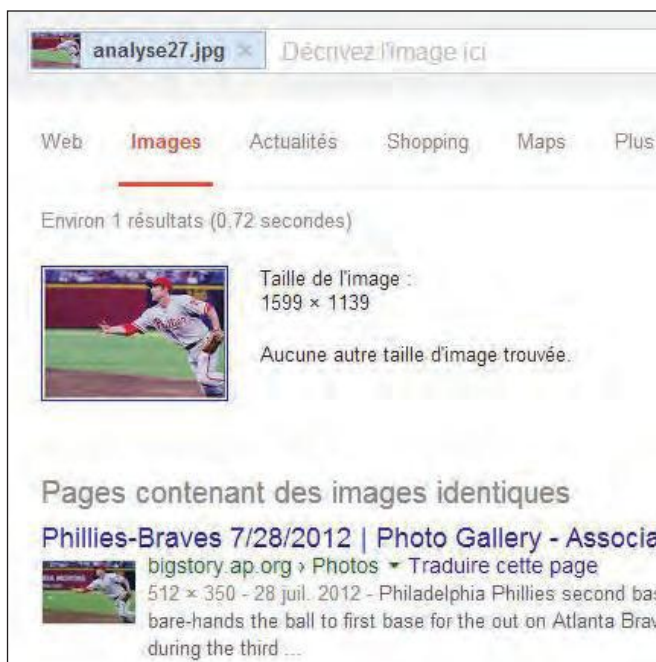 analyse27.jpg × Décrivez l'image ici
Web Images Actualités Shopping Maps Plus
Environ 1 résultats (0,72 secondes)
Taille de l'image :
1599 × 1139
Aucune autre taille d'image trouvée.
Phillies
Pages contenant des images identiques
Phillies-Braves 7/28/2012 | Photo Gallery - Associa
bigstory.ap.org › Photos ▾ Traduire cette page
512 × 350 - 28 juil. 2012 - Philadelphia Phillies second bas
bare-hands the ball to first base for the out on Atlanta Brav
during the third ...